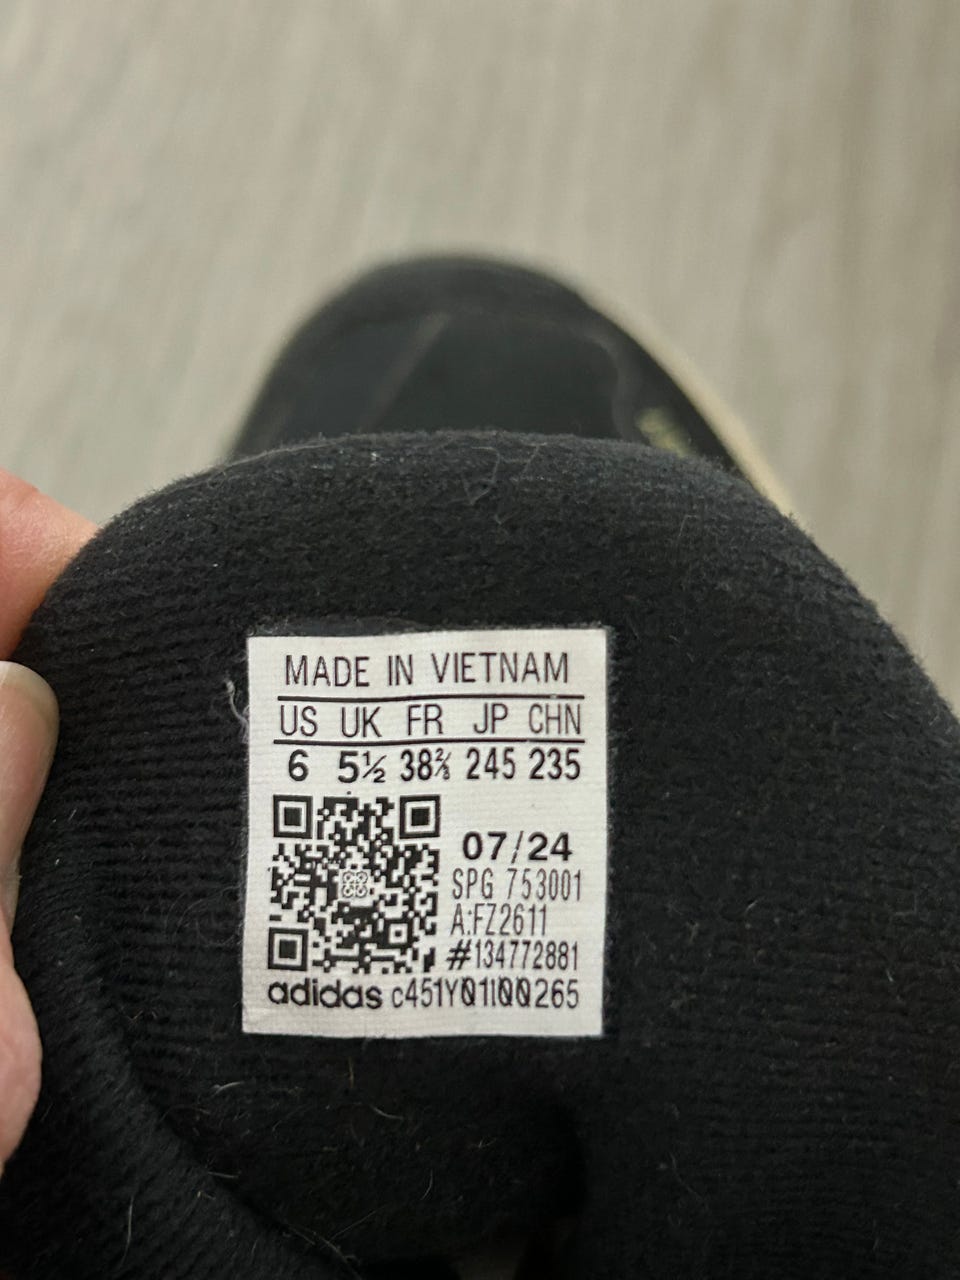 MADE IN VIETNAM
US UK FR JP CHN
6 5½ 38⅔ 245 235
07/24
SPG 753001
A:FZ2611
#134772881
adidas c451Y01I00265